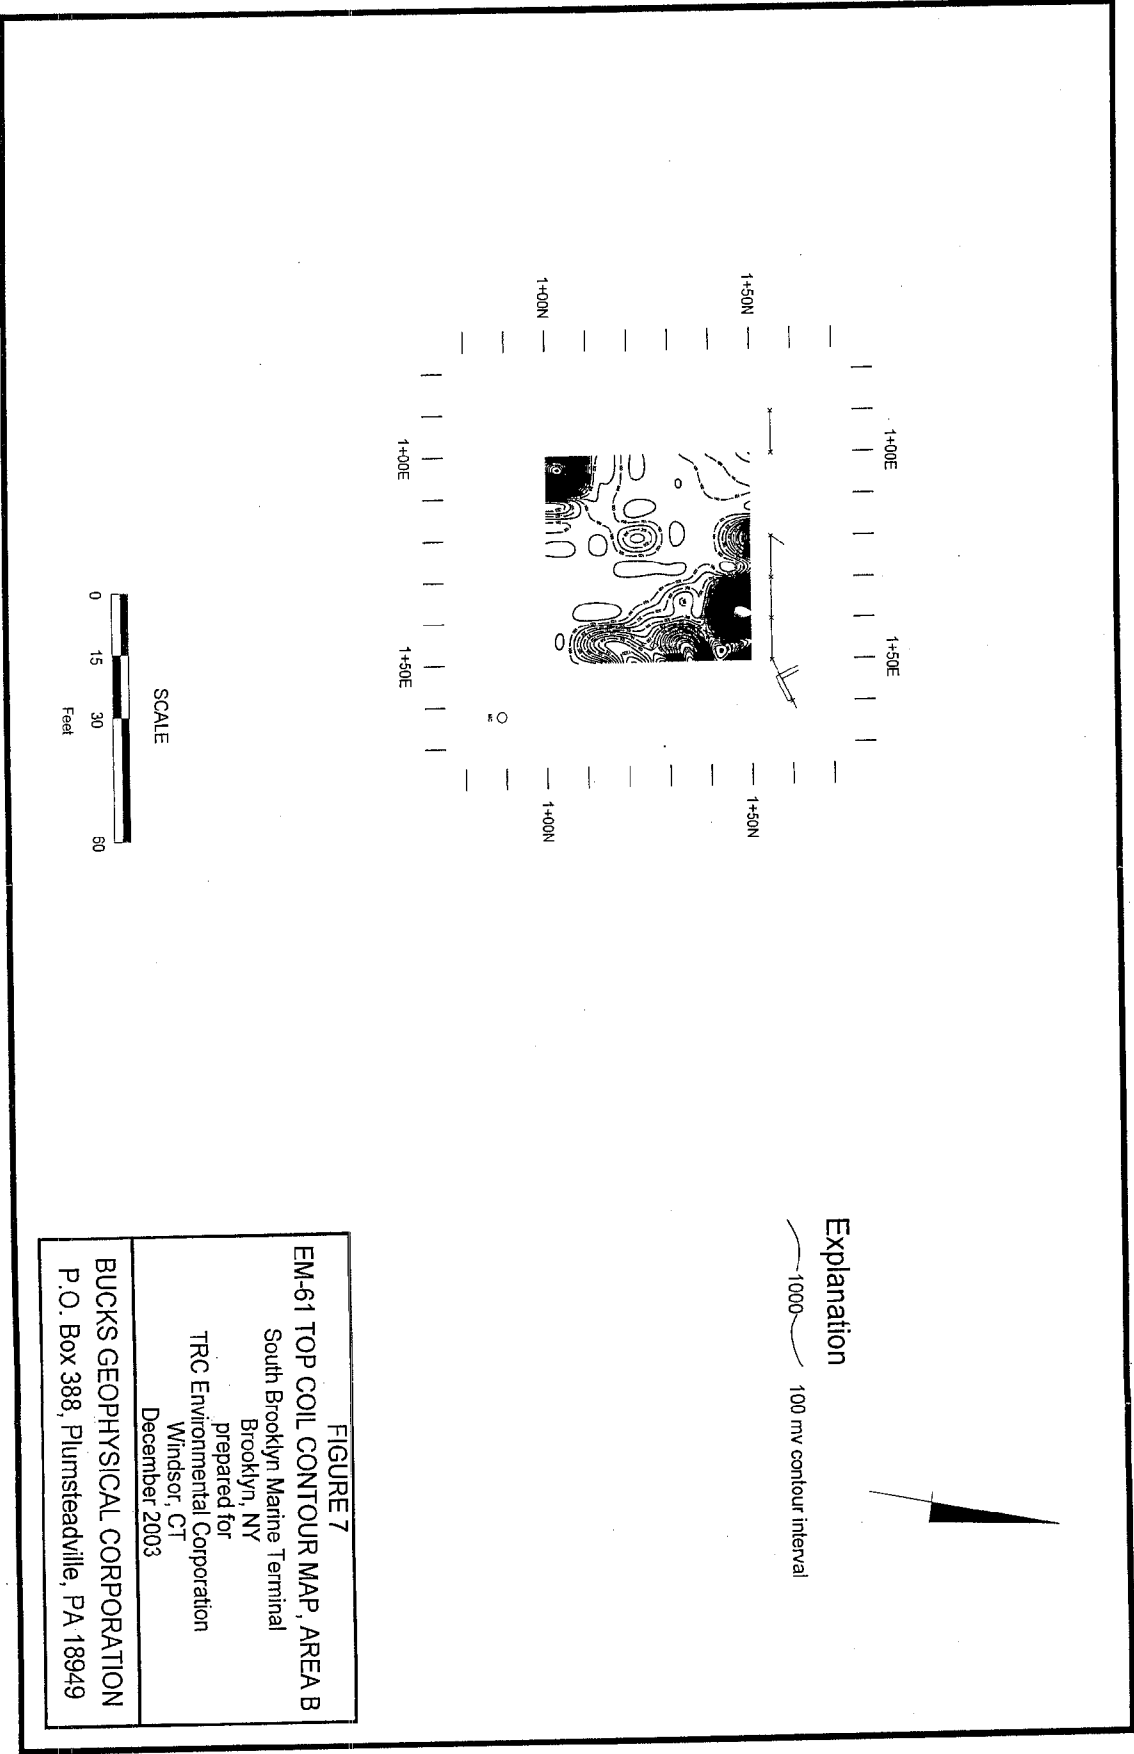 1+00E
1+50E
1+50N
1+50N
1+00N
1+00N
1+00E
1+50E
SCALE
0 15 30 60
Feet
Explanation
1000 100 mv contour interval
FIGURE 7
EM-61 TOP COIL CONTOUR MAP, AREA B
South Brooklyn Marine Terminal
Brooklyn, NY
prepared for
TRC Environmental Corporation
Windsor, CT
December 2003
BUCKS GEOPHYSICAL CORPORATION
P.O. Box 388, Plumsteadville, PA 18949